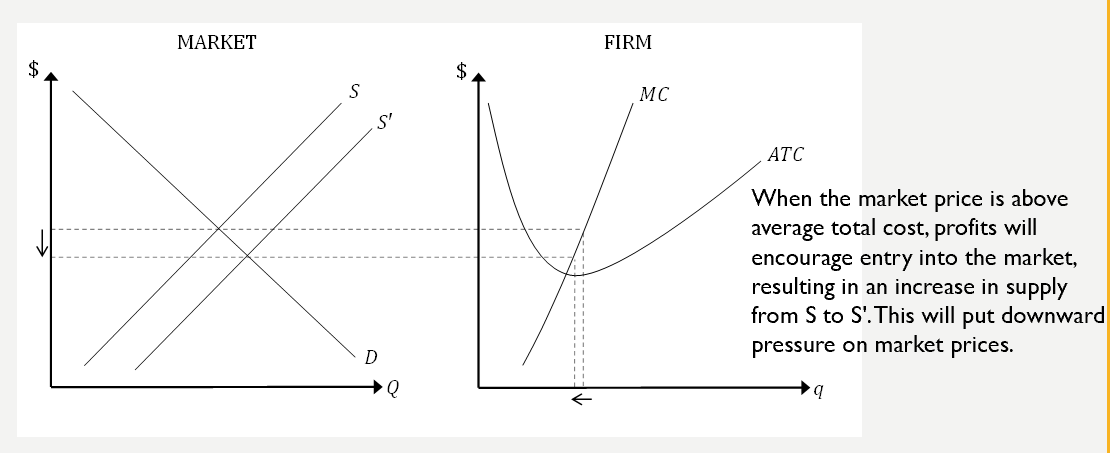 MARKET
FIRM
$
$
S
S'
MC
ATC
D
Q
q
When the market price is above
average total cost, profits will
encourage entry into the market,
resulting in an increase in supply
from S to S'. This will put downward
pressure on market prices.